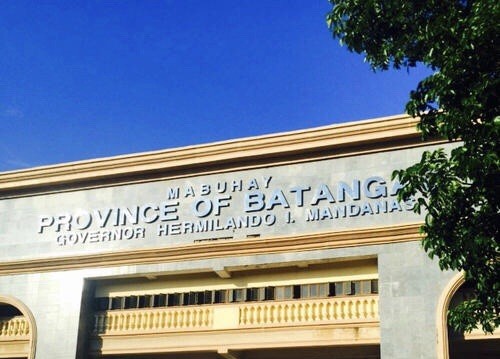 MABUHAY
PROVINCE OF BATANGA
GOVERNOR HERMILANDO I. MANDANAS